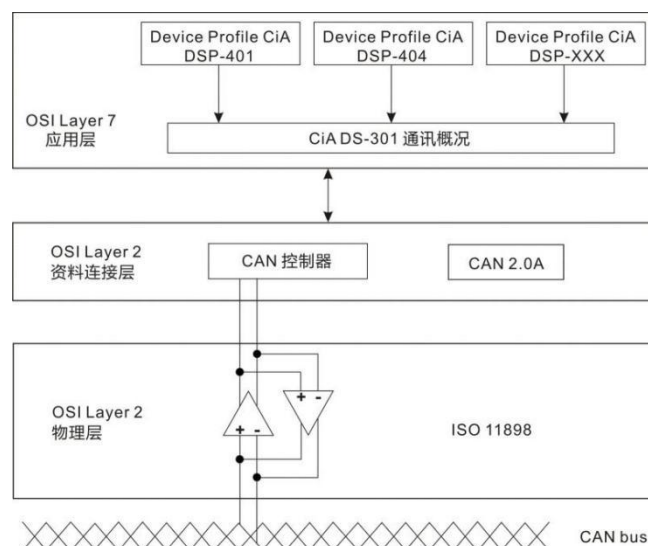 Device Profile CiA
DSP-401
Device Profile CiA
DSP-404
Device Profile CiA
DSP-XXX
OSI Layer 7
应用层
CiA DS-301 通讯概况
OSI Layer 2
资料连接层
CAN 控制器
CAN 2.0A
+ -
OSI Layer 2
物理层
+ -
ISO 11898
CAN bus